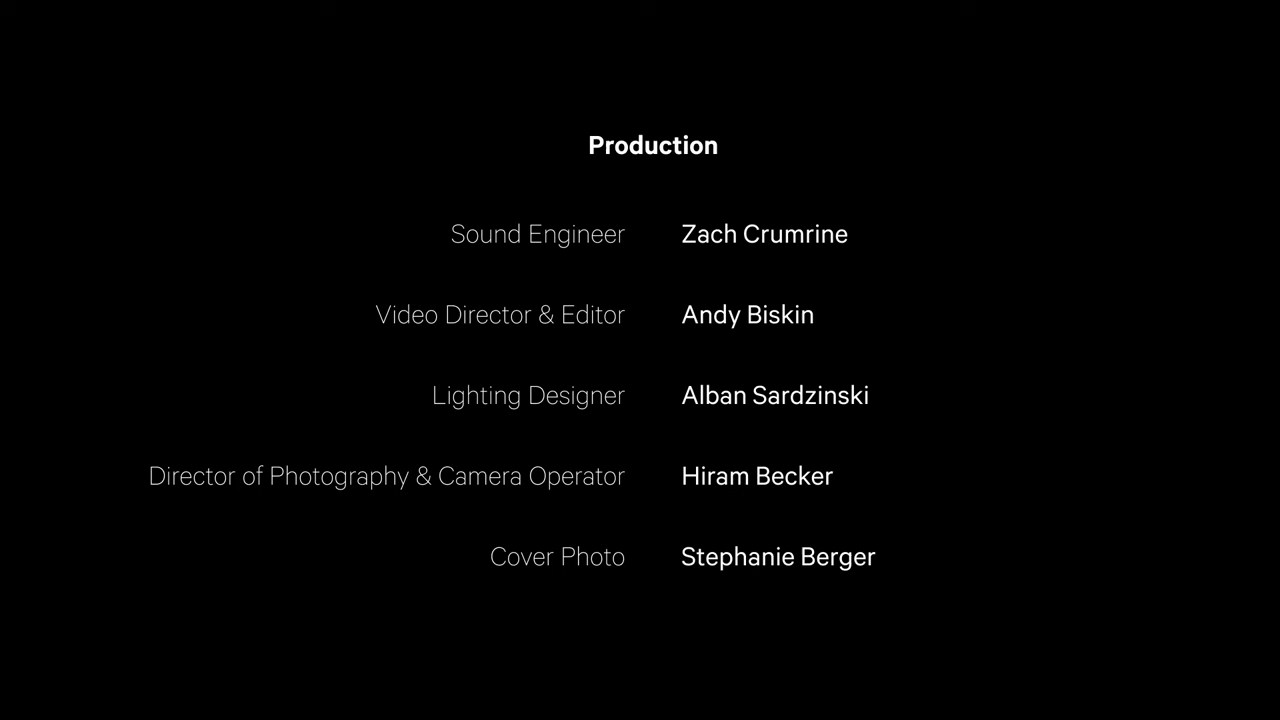 Production
Sound Engineer Zach Crumrine
Video Director & Editor Andy Biskin
Lighting Designer Alban Sardzinski
Director of Photography & Camera Operator Hiram Becker
Cover Photo Stephanie Berger